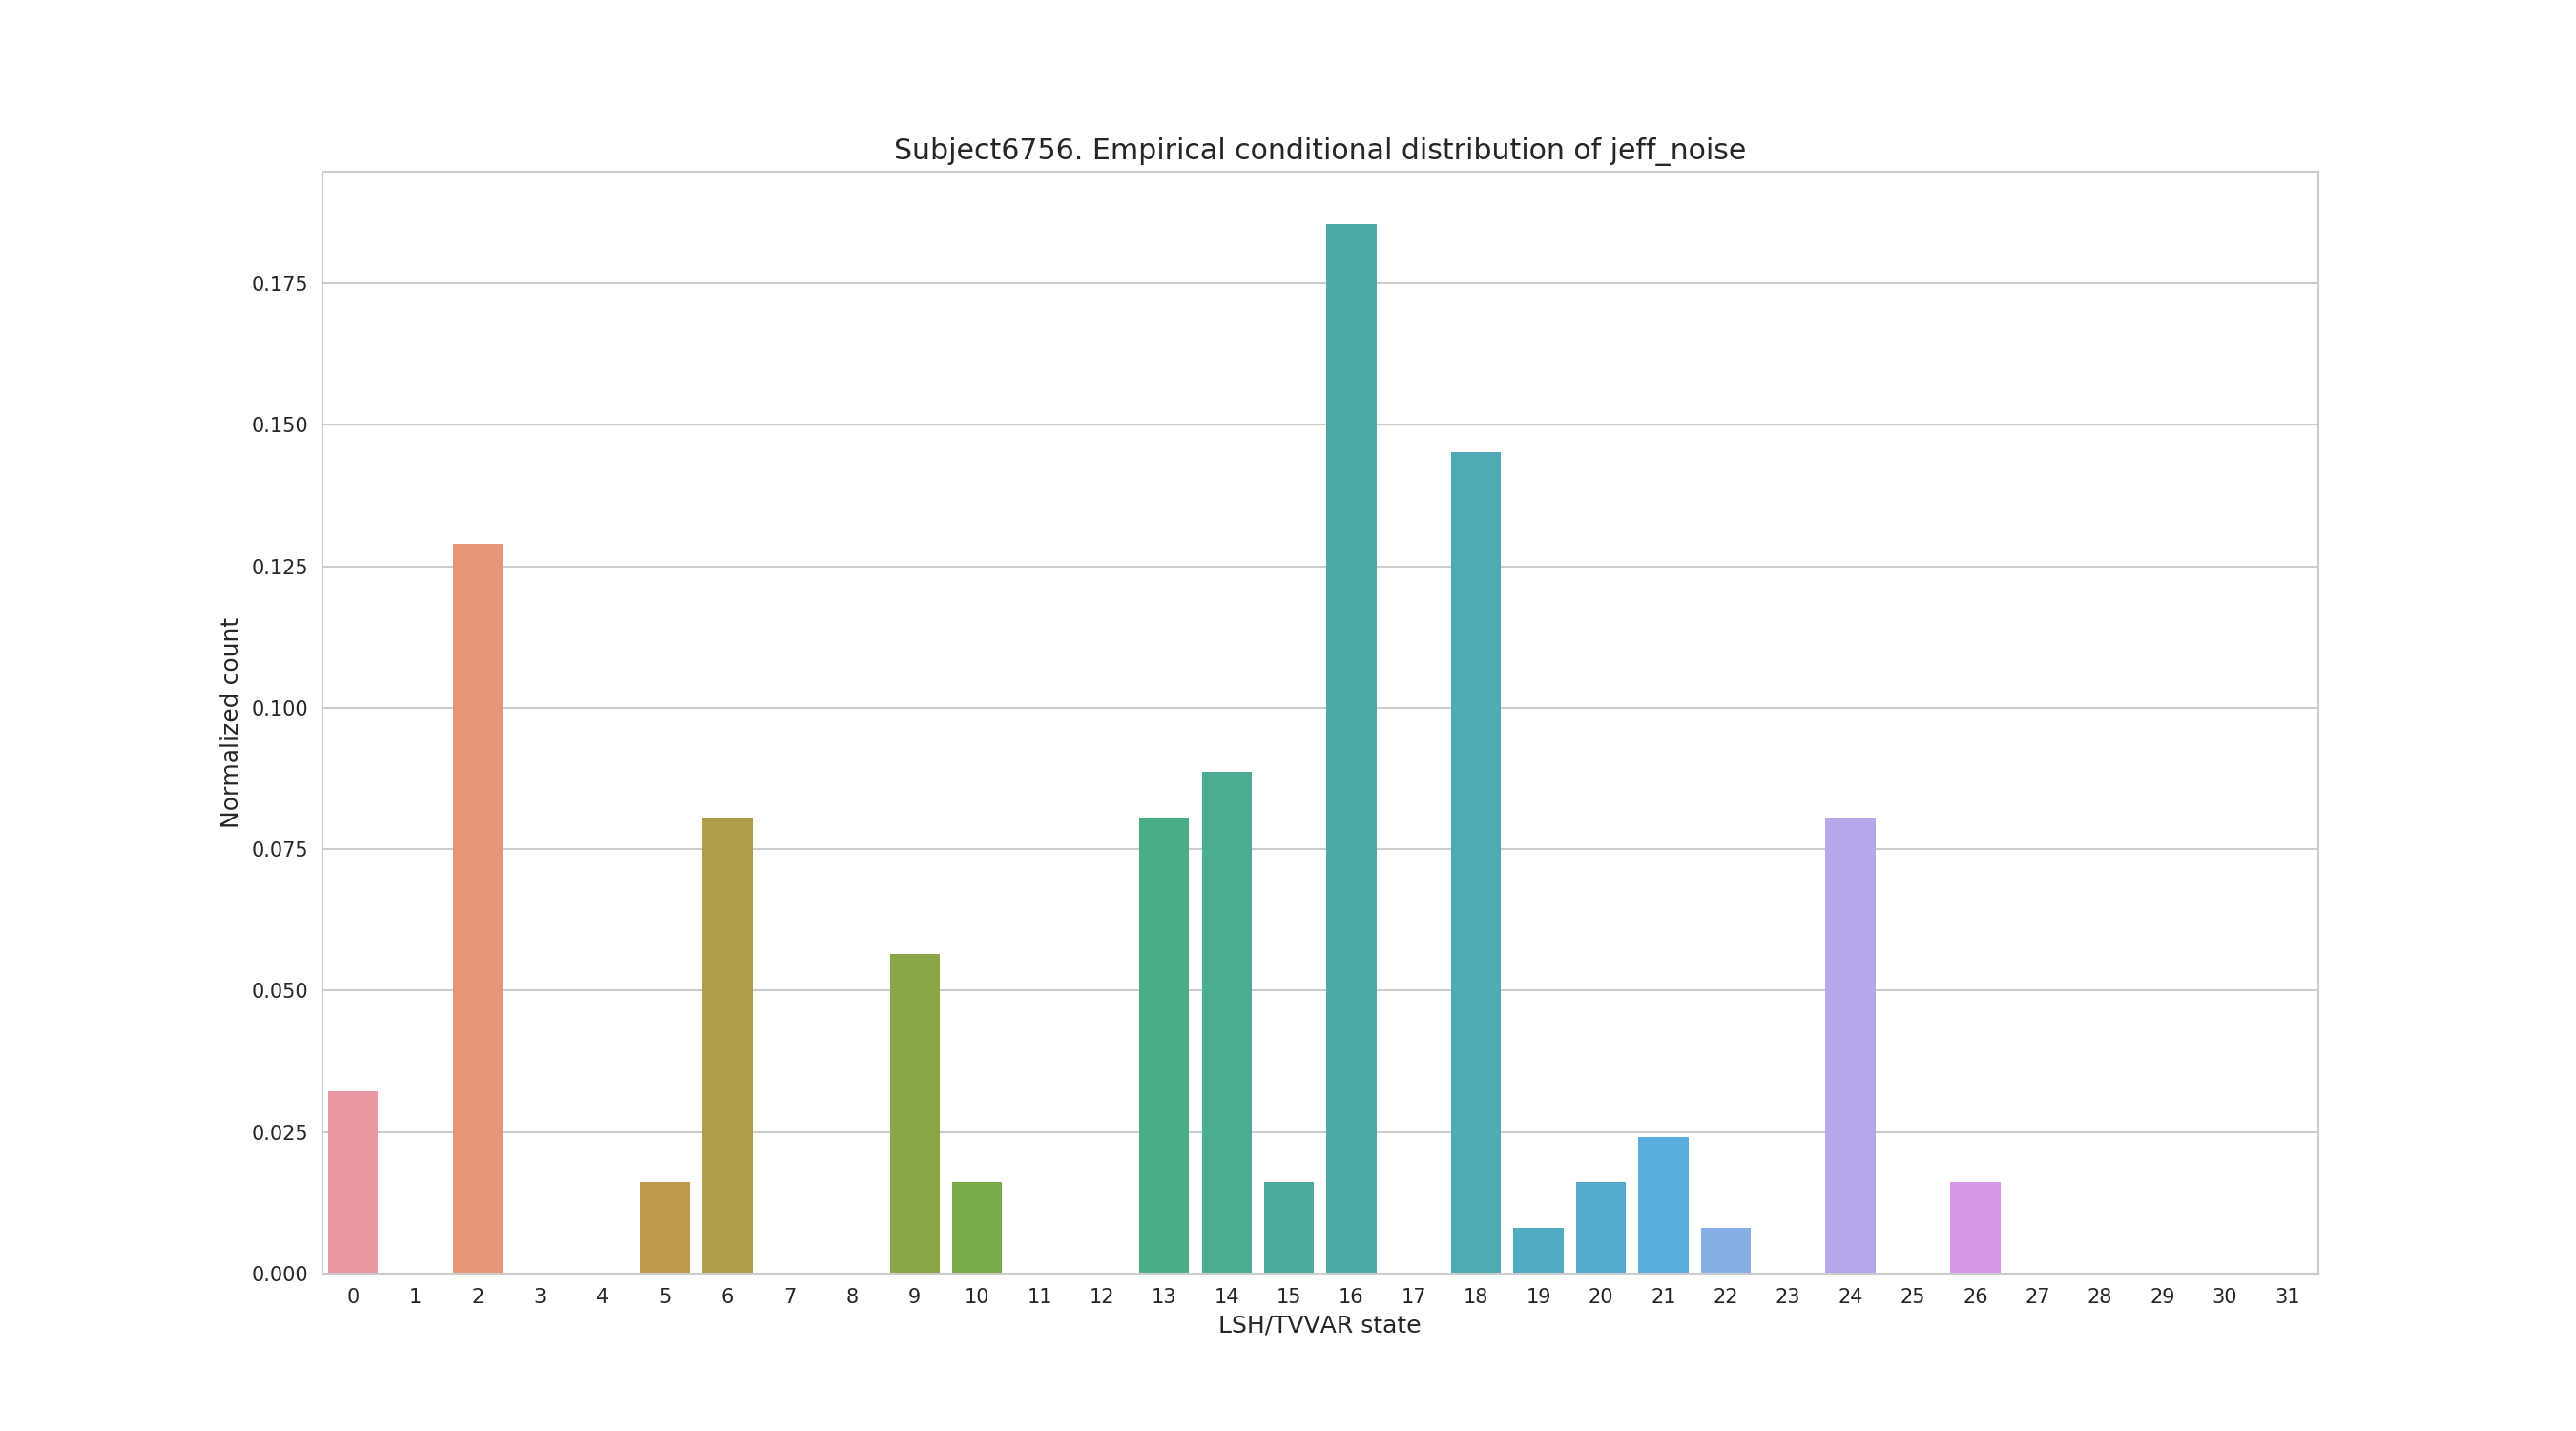 Subject6756. Empirical conditional distribution of jeff_noise
0.175
0.150
0.125
0.100
0.075
0.050
0.025
0.000
Normalized count
0 1 2 3 4 5 6 7 8 9 10 11 12 13 14 15 16 17 18 19 20 21 22 23 24 25 26 27 28 29 30 31
LSH/TVVAR state